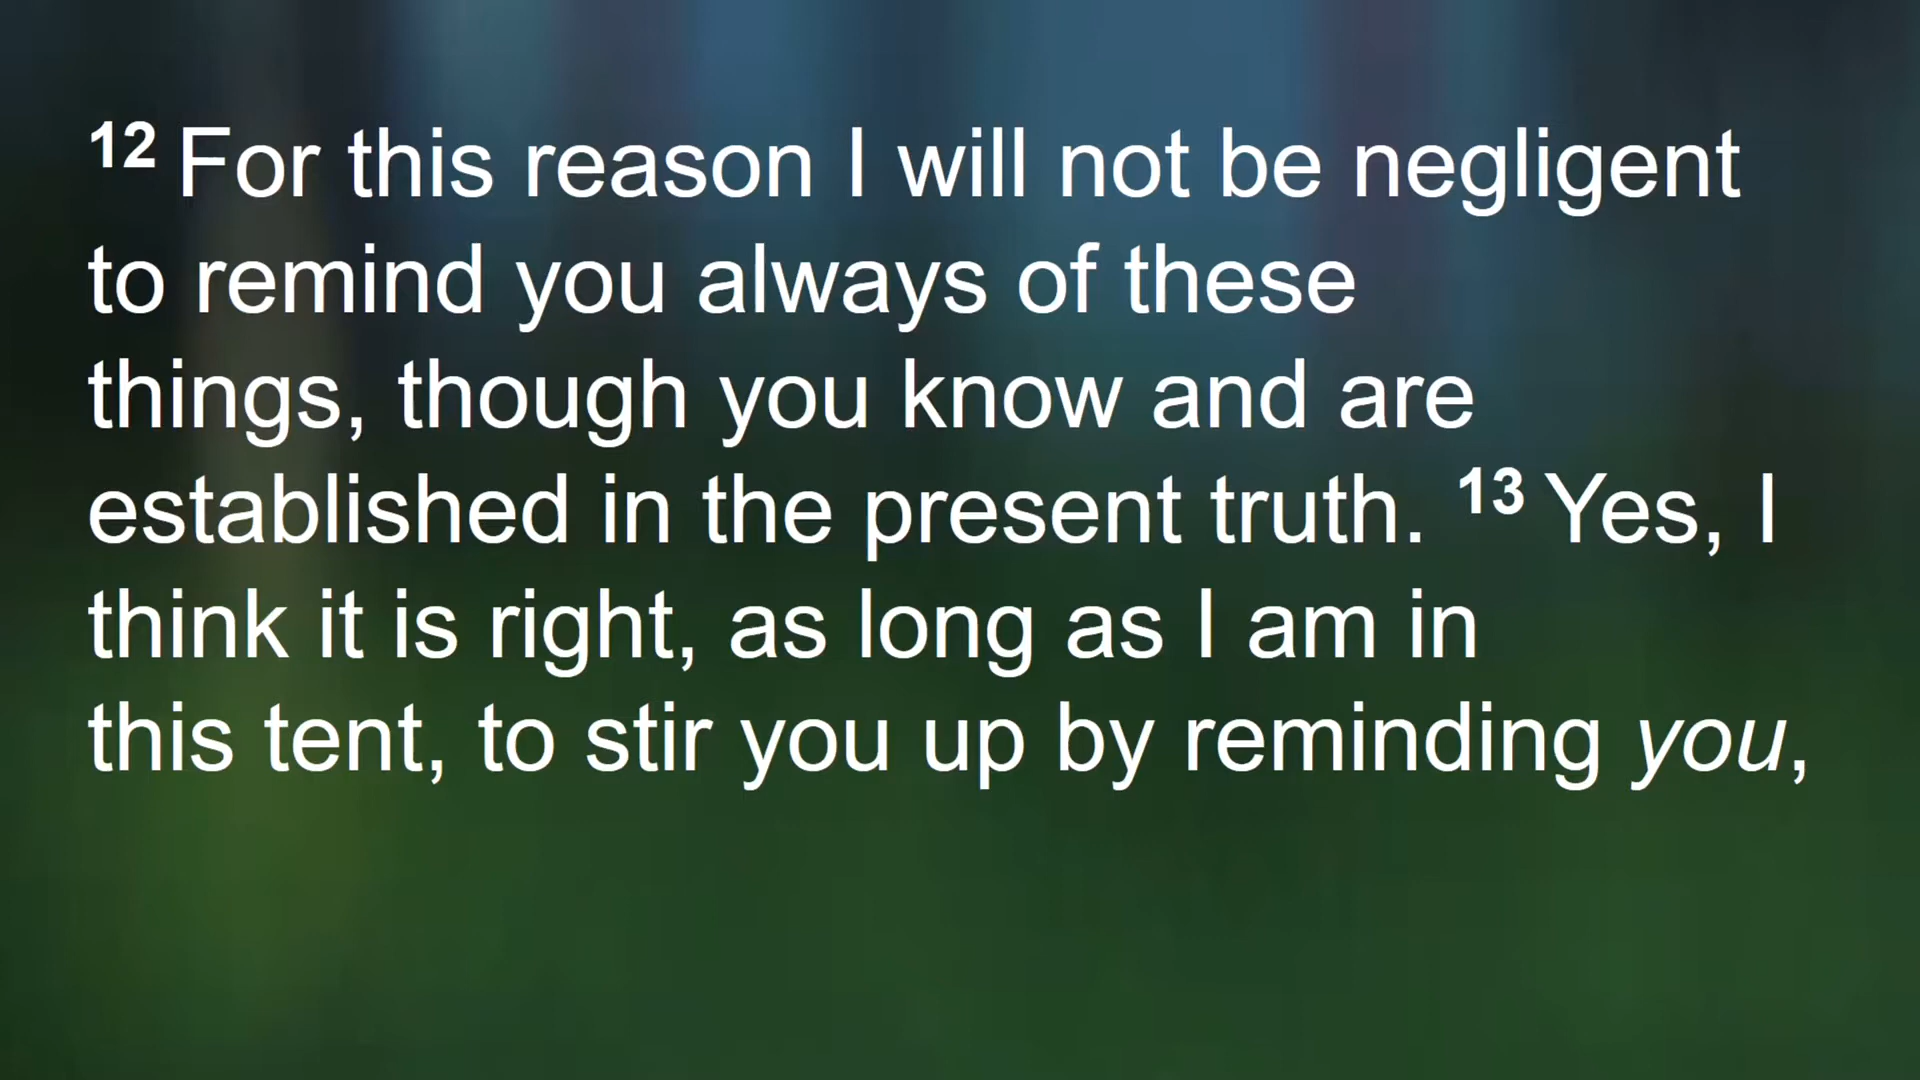 12 For this reason I will not be negligent
to remind you always of these
things, though you know and are
established in the present truth. 13 Yes, I
think it is right, as long as I am in
this tent, to stir you up by reminding you,